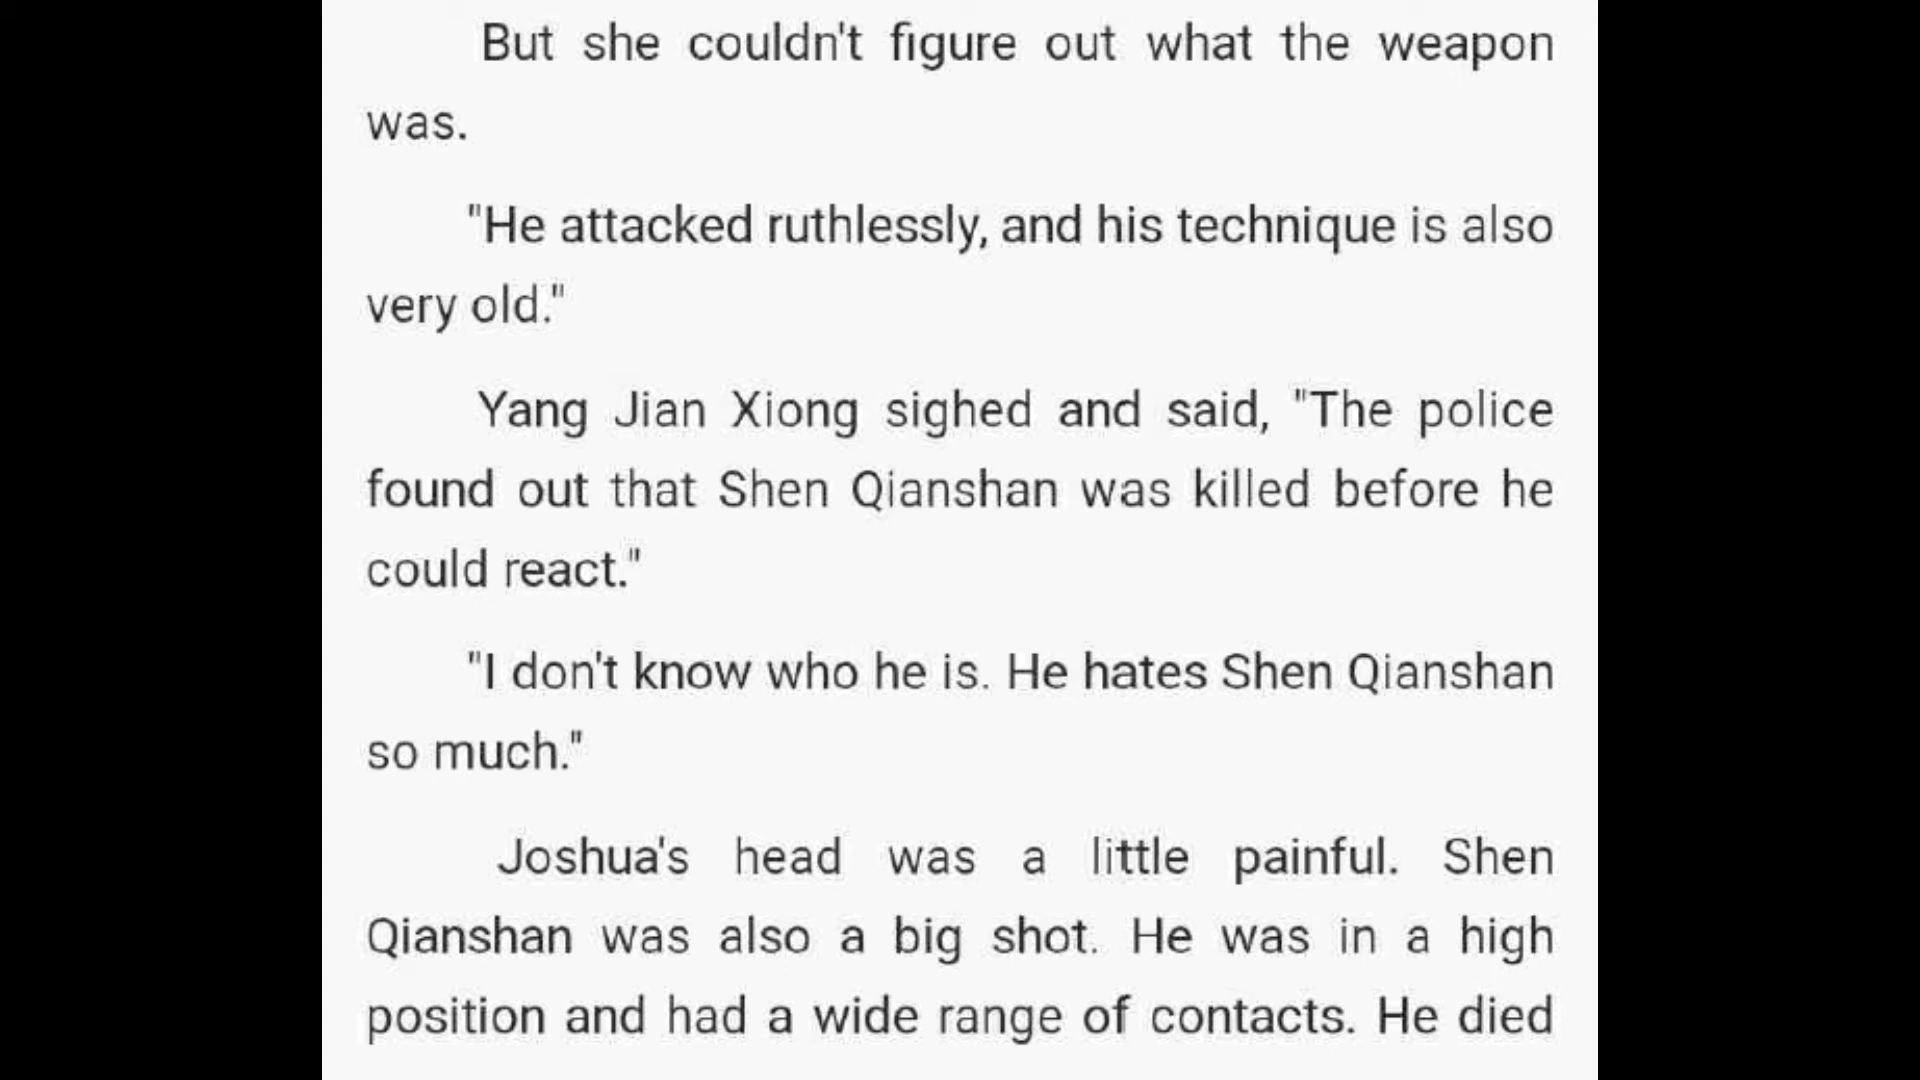 But she couldn't figure out what the weapon
was.
"He attacked ruthlessly, and his technique is also
very old."
Yang Jian Xiong sighed and said, "The police
found out that Shen Qianshan was killed before he
could react."
"I don't know who he is. He hates Shen Qianshan
so much."
Joshua's head was a little painful. Shen
Qianshan was also a big shot. He was in a high
position and had a wide range of contacts. He died